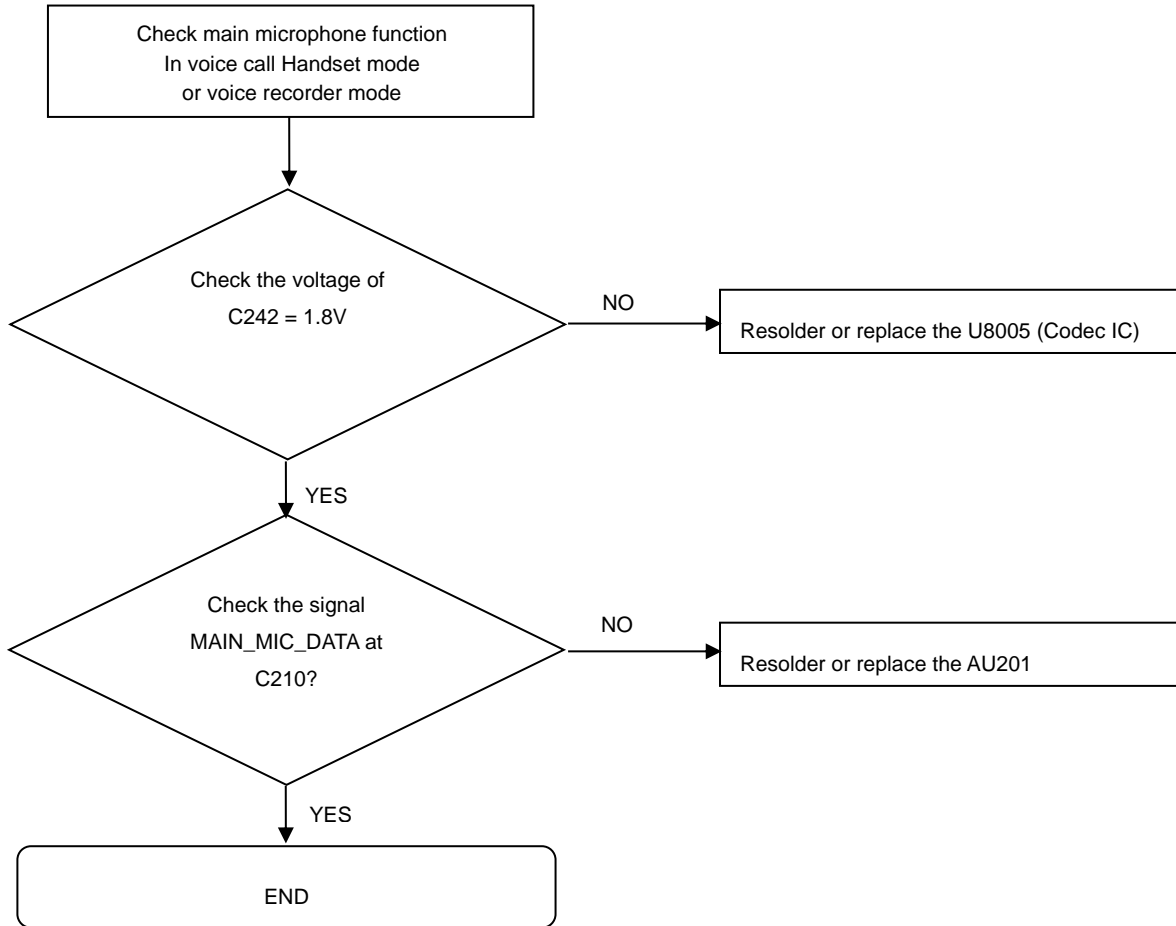 Check main microphone function
In voice call Handset mode
or voice recorder mode
Check the voltage of
C242 = 1.8V
NO
Resolder or replace the U8005 (Codec IC)
YES
Check the signal
MAIN_MIC_DATA at
C210?
NO
Resolder or replace the AU201
YES
END